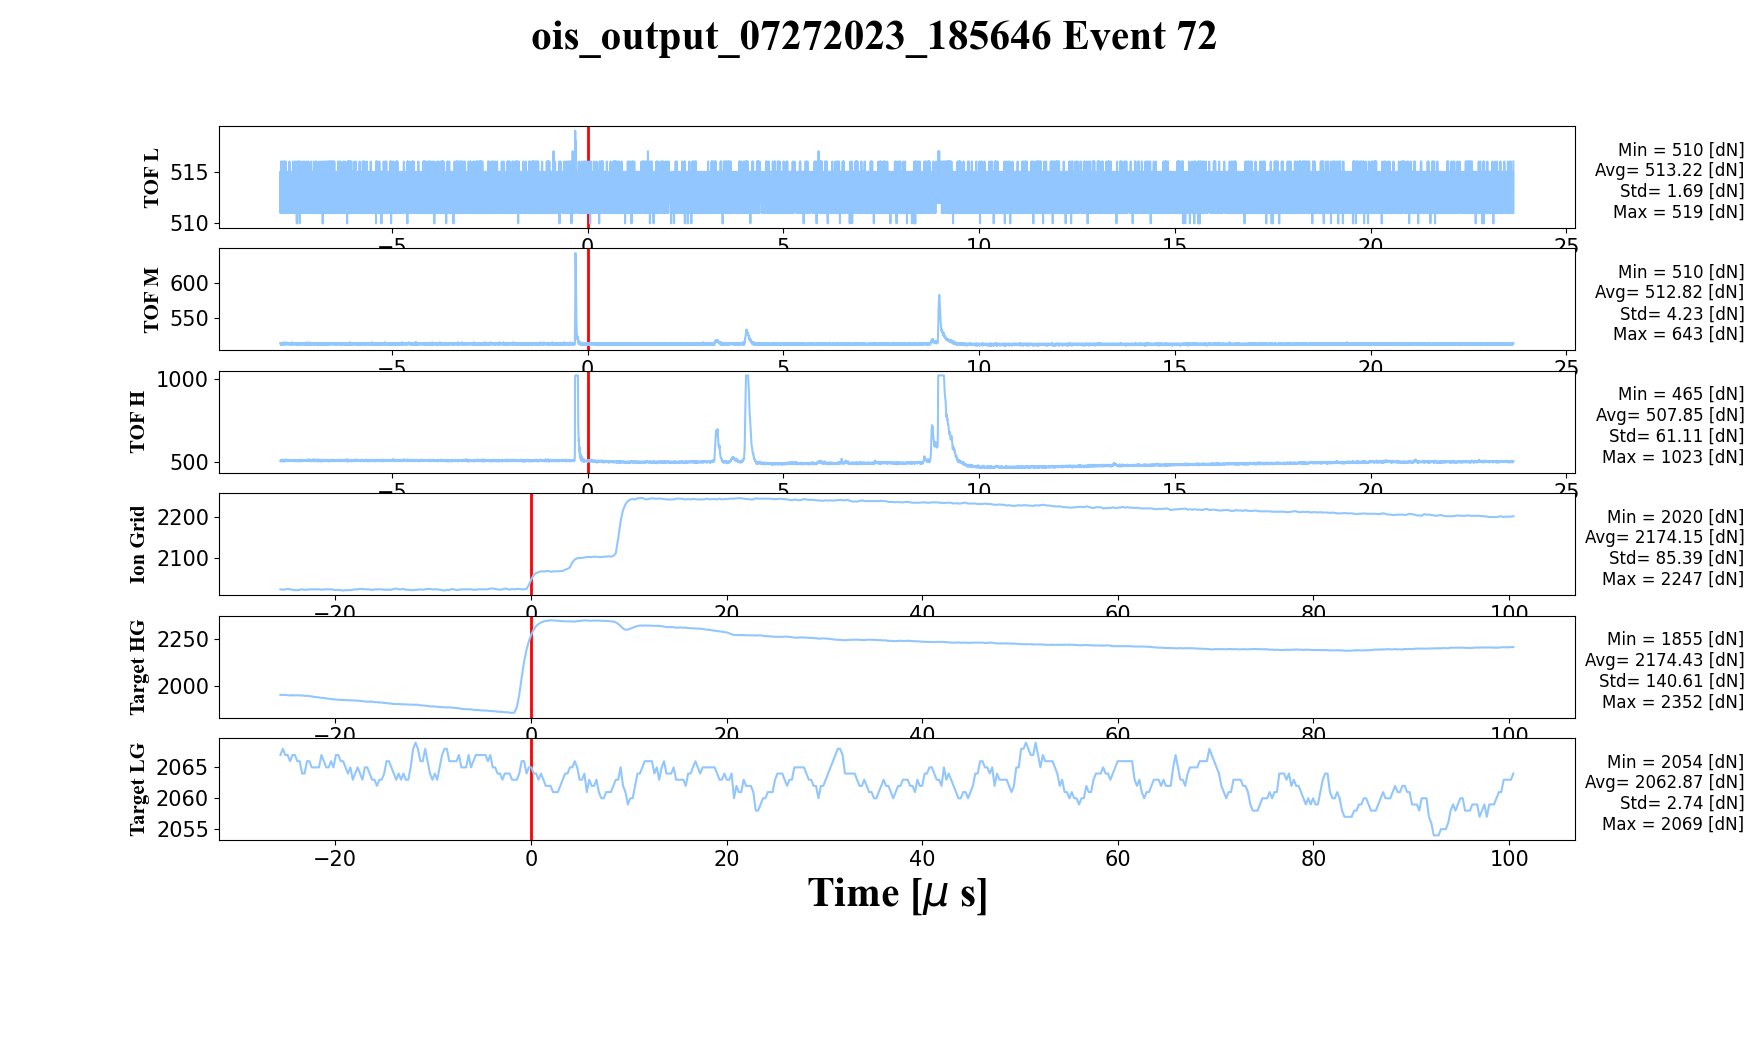 ois_output_07272023_185646 Event 72
TOF L
515
510
−5 0 5 10 15 20 25
Min = 510 [dN]
Avg= 513.22 [dN]
Std= 1.69 [dN]
Max = 519 [dN]
TOF M
600
550
−5 0 5 10 15 20 25
Min = 510 [dN]
Avg= 512.82 [dN]
Std= 4.23 [dN]
Max = 643 [dN]
TOF H
1000
500
−5 0 5 10 15 20 25
Min = 465 [dN]
Avg= 507.85 [dN]
Std= 61.11 [dN]
Max = 1023 [dN]
Ion Grid
2200
2100
−20 0 20 40 60 80 100
Min = 2020 [dN]
Avg= 2174.15 [dN]
Std= 85.39 [dN]
Max = 2247 [dN]
Target HG
2250
2000
−20 0 20 40 60 80 100
Min = 1855 [dN]
Avg= 2174.43 [dN]
Std= 140.61 [dN]
Max = 2352 [dN]
Target LG
2065
2060
2055
−20 0 20 40 60 80 100
Min = 2054 [dN]
Avg= 2062.87 [dN]
Std= 2.74 [dN]
Max = 2069 [dN]
Time [μ s]